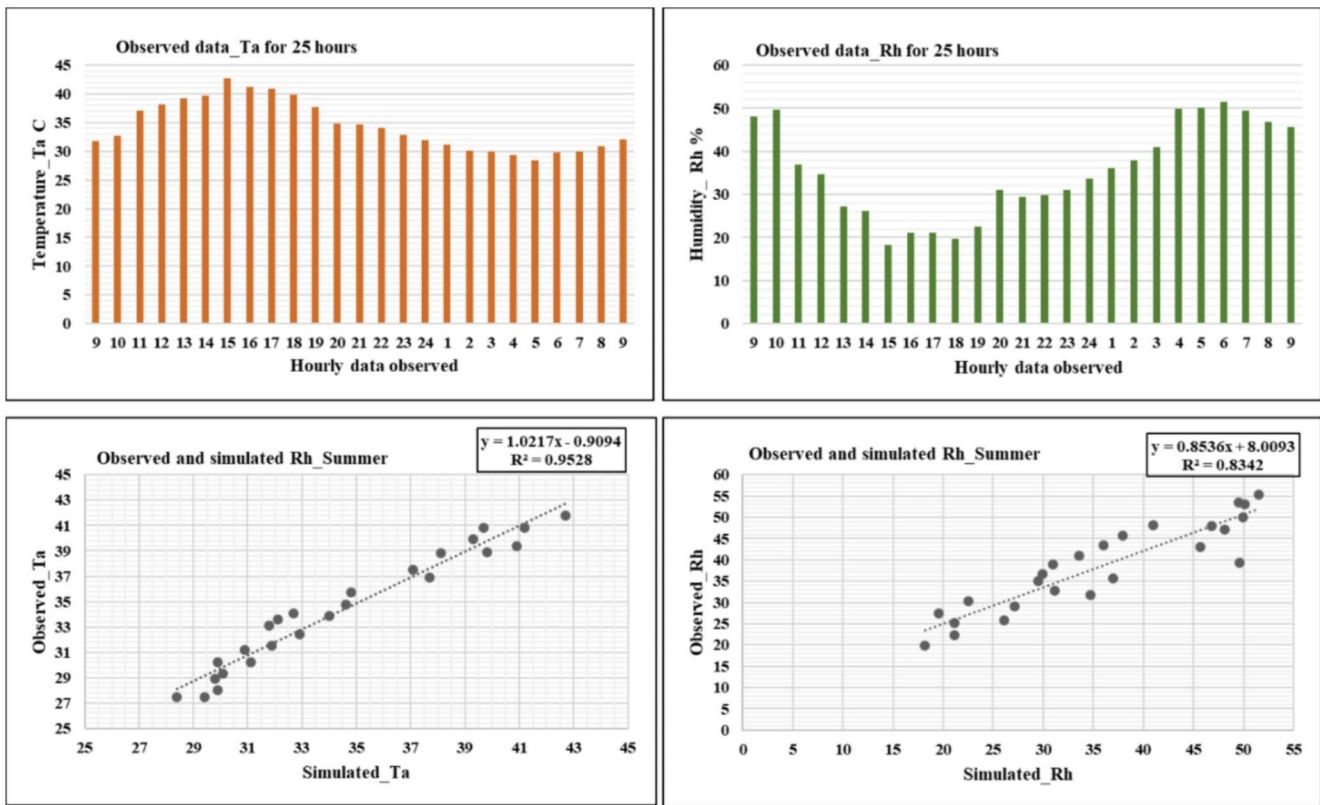 Observed data_Ta for 25 hours
45
40
35
30
25
20
15
10
5
0
Temperature_Ta C
9 10 11 12 13 14 15 16 17 18 19 20 21 22 23 24 1 2 3 4 5 6 7 8 9
Hourly data observed
Observed data_Rh for 25 hours
60
50
40
30
20
10
0
Humidity_ Rh %
9 10 11 12 13 14 15 16 17 18 19 20 21 22 23 24 1 2 3 4 5 6 7 8 9
Hourly data observed
y = 1.0217x - 0.9094
R² = 0.9528
Observed and simulated Rh_Summer
45
43
41
39
37
35
33
31
29
27
25
Observed_Ta
25 27 29 31 33 35 37 39 41 43 45
Simulated_Ta
y = 0.8536x + 8.0093
R² = 0.8342
Observed and simulated Rh_Summer
60
55
50
45
40
35
30
25
20
15
10
5
0
Observed_Rh
0 5 10 15 20 25 30 35 40 45 50 55
Simulated_Rh